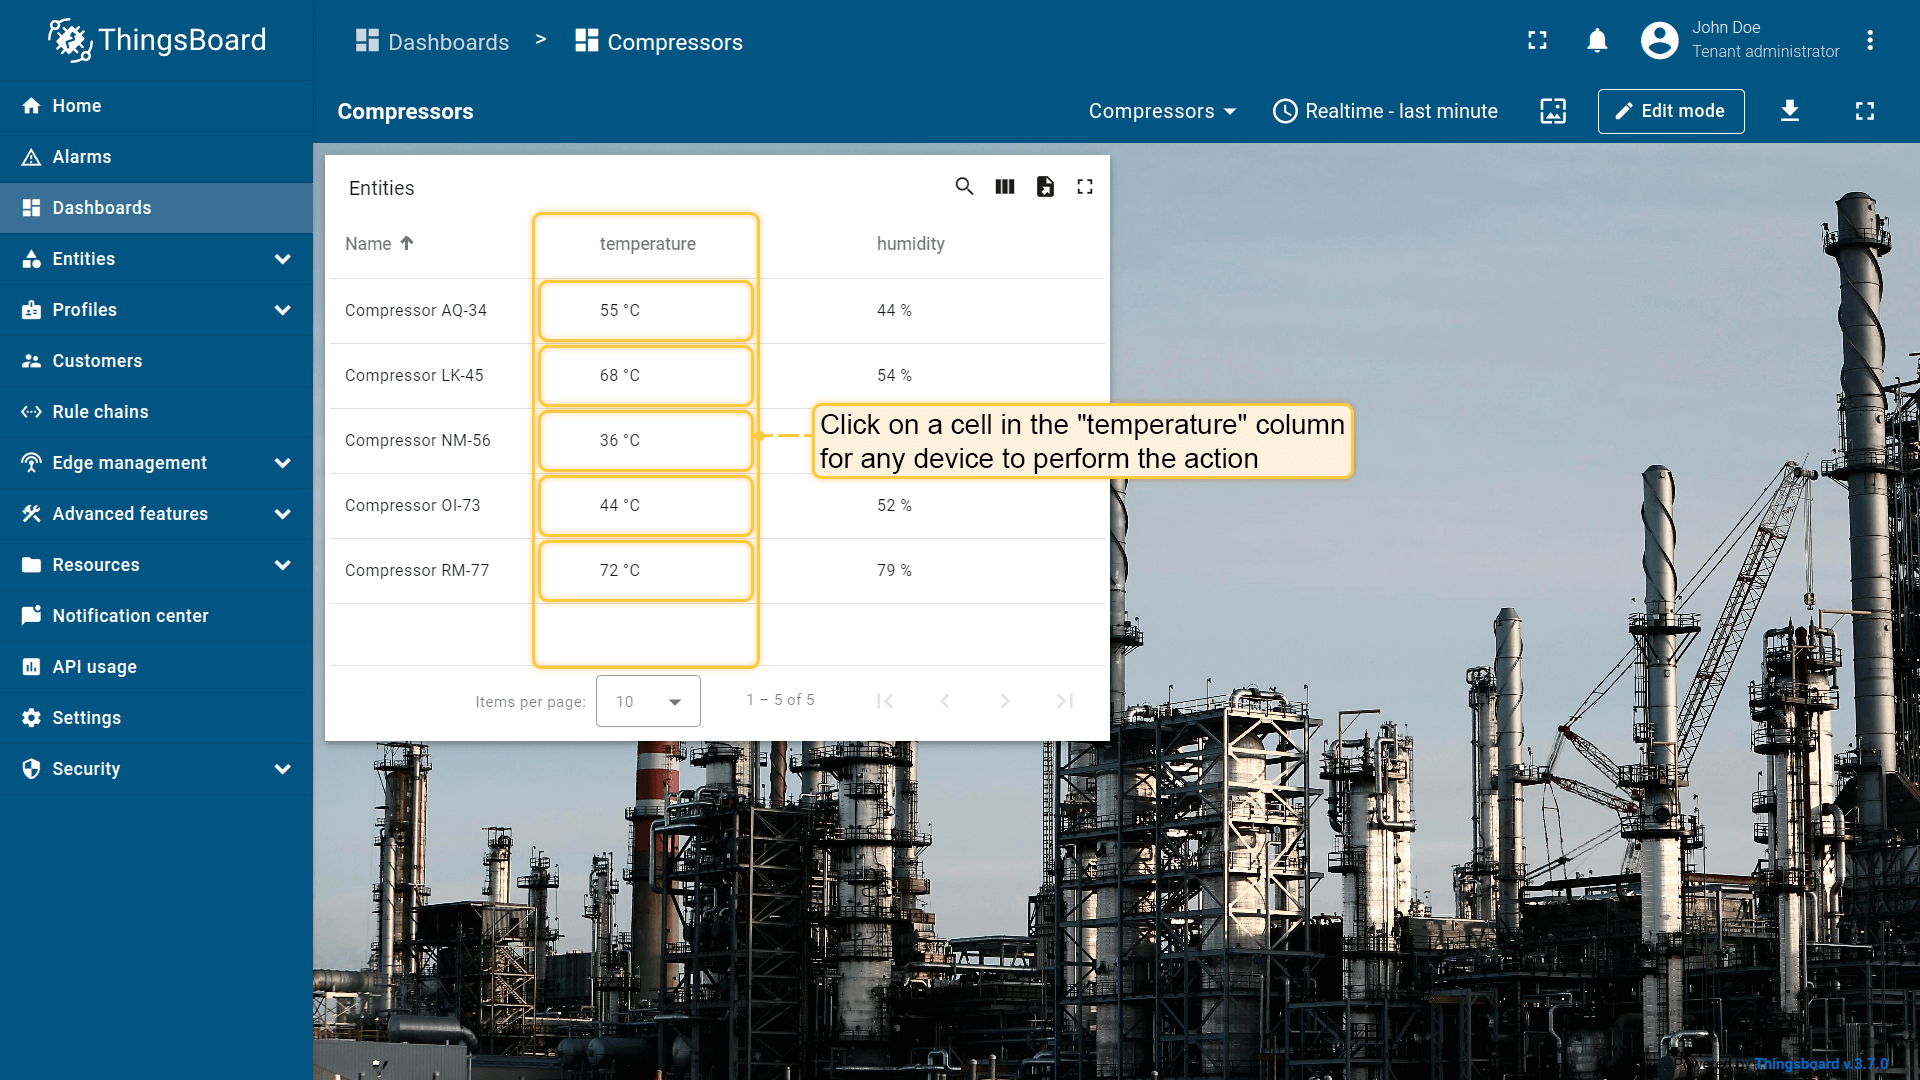 ThingsBoard
Dashboards > Compressors
John Doe
Tenant administrator
Home
Alarms
Dashboards
Entities
Profiles
Customers
Rule chains
Edge management
Advanced features
Resources
Notification center
API usage
Settings
Security
Compressors
Compressors
Realtime - last minute
Edit mode
Entities
Name temperature humidity
Compressor AQ-34 55 °C 44 %
Compressor LK-45 68 °C 54 %
Compressor NM-56 36 °C
Compressor OI-73 44 °C 52 %
Compressor RM-77 72 °C 79 %
Click on a cell in the "temperature" column
for any device to perform the action
Items per page: 10 1 – 5 of 5
Powered by Thingsboard v.3.7.0